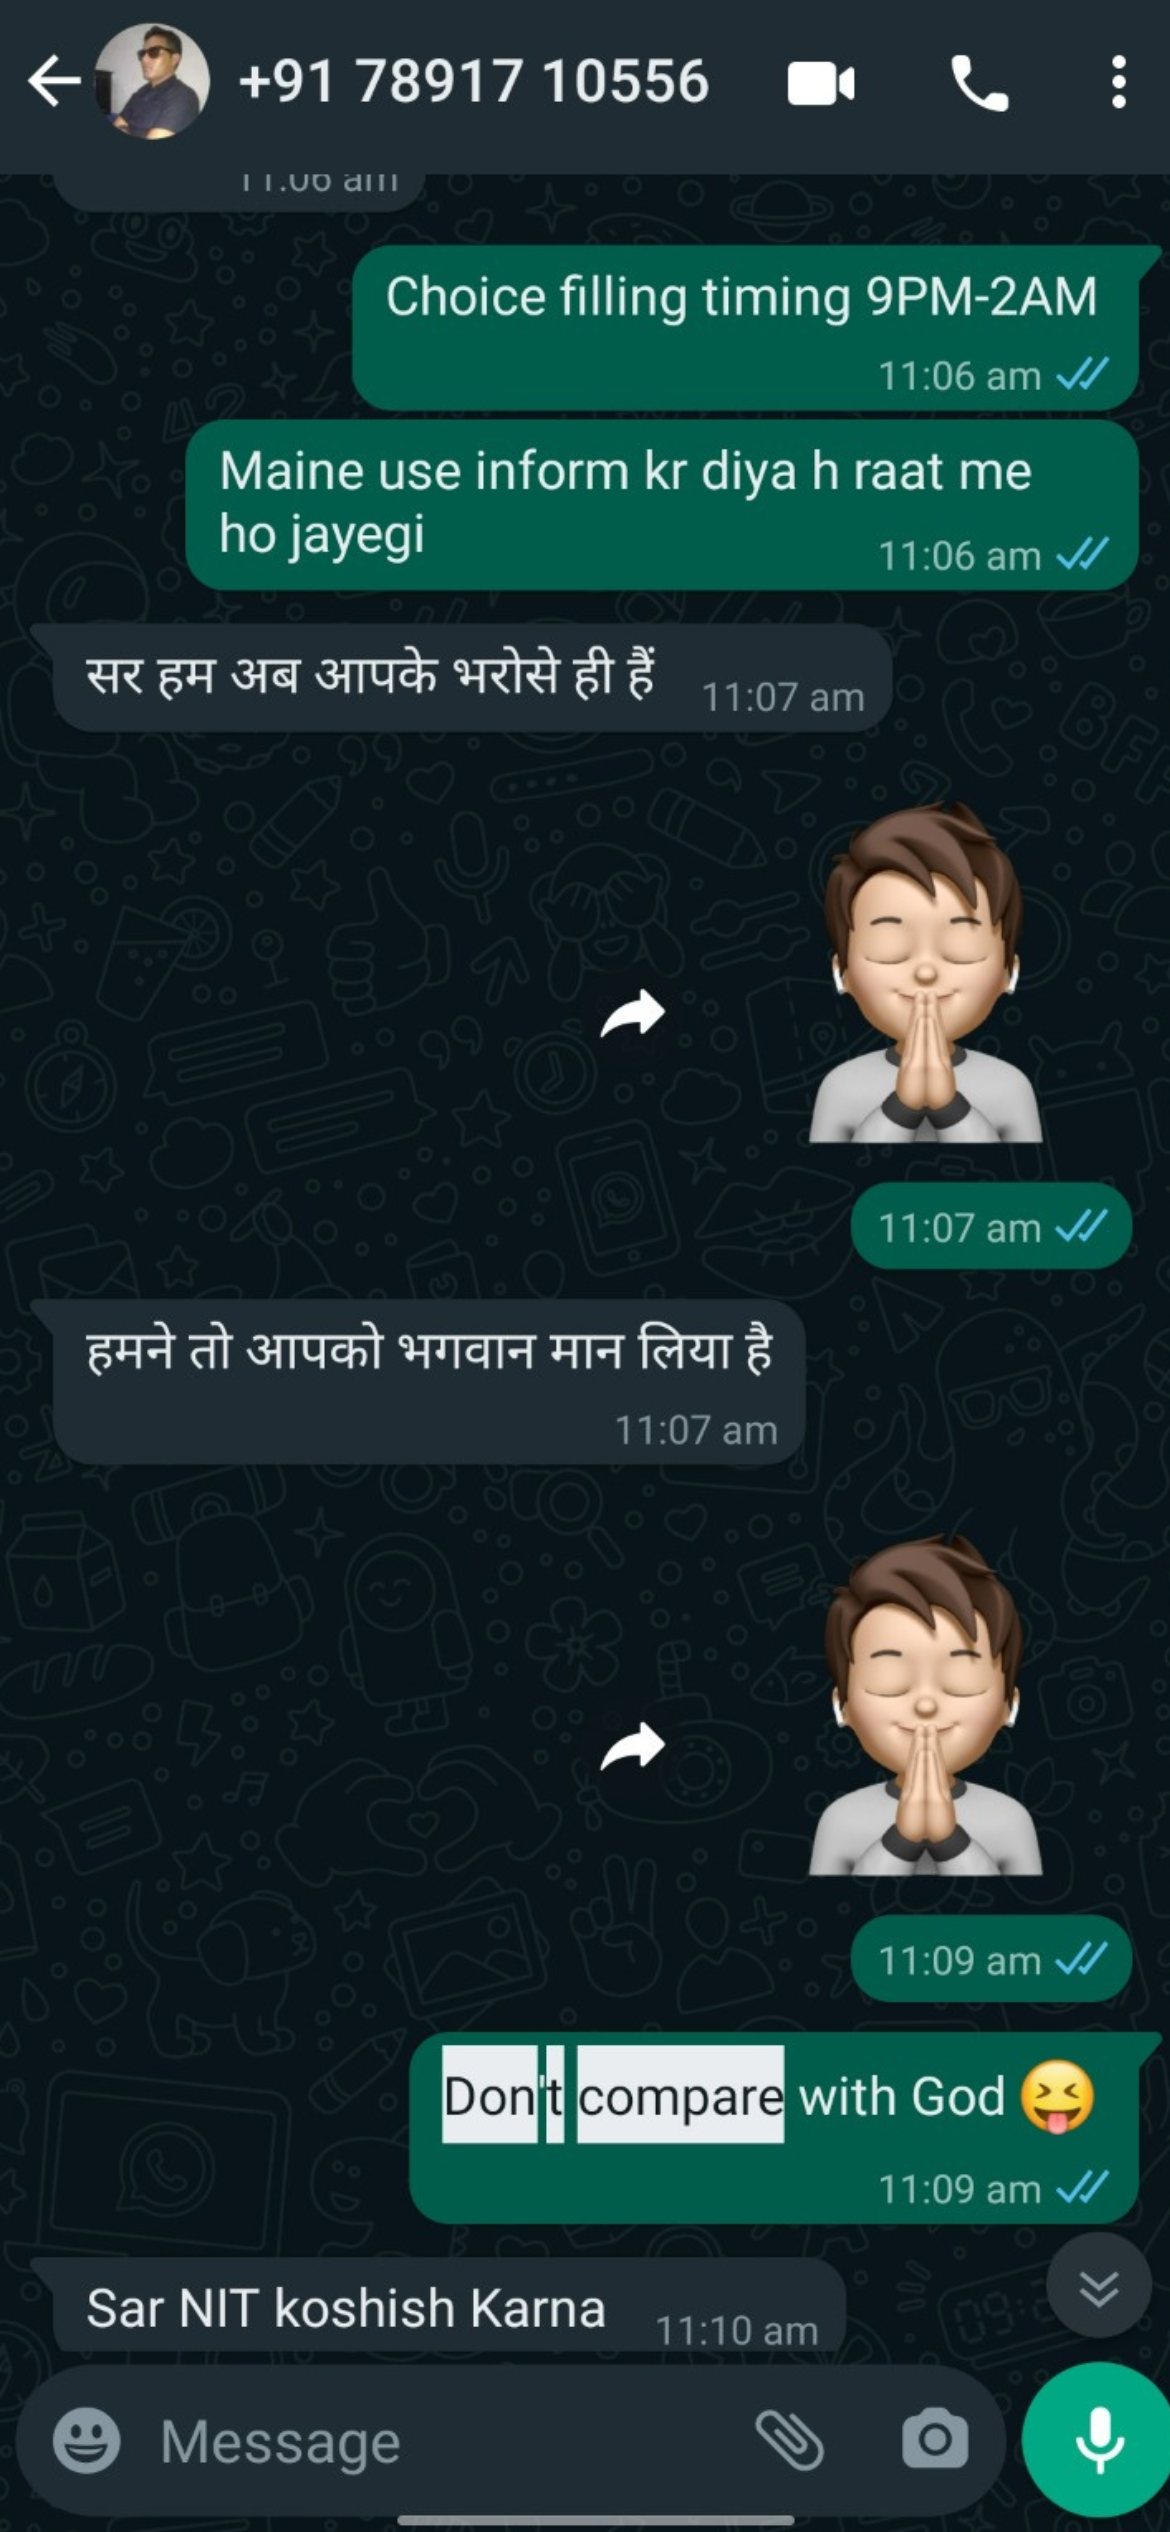 +91 78917 10556
11:06 am
Choice filling timing 9PM-2AM
11:06 am
Maine use inform kr diya h raat me
ho jayegi
11:06 am
सर हम अब आपके भरोसे ही हैं
11:07 am
11:07 am
हमने तो आपको भगवान मान लिया है
11:07 am
11:09 am
Don't compare with God 😝
11:09 am
Sar NIT koshish Karna
11:10 am
Message